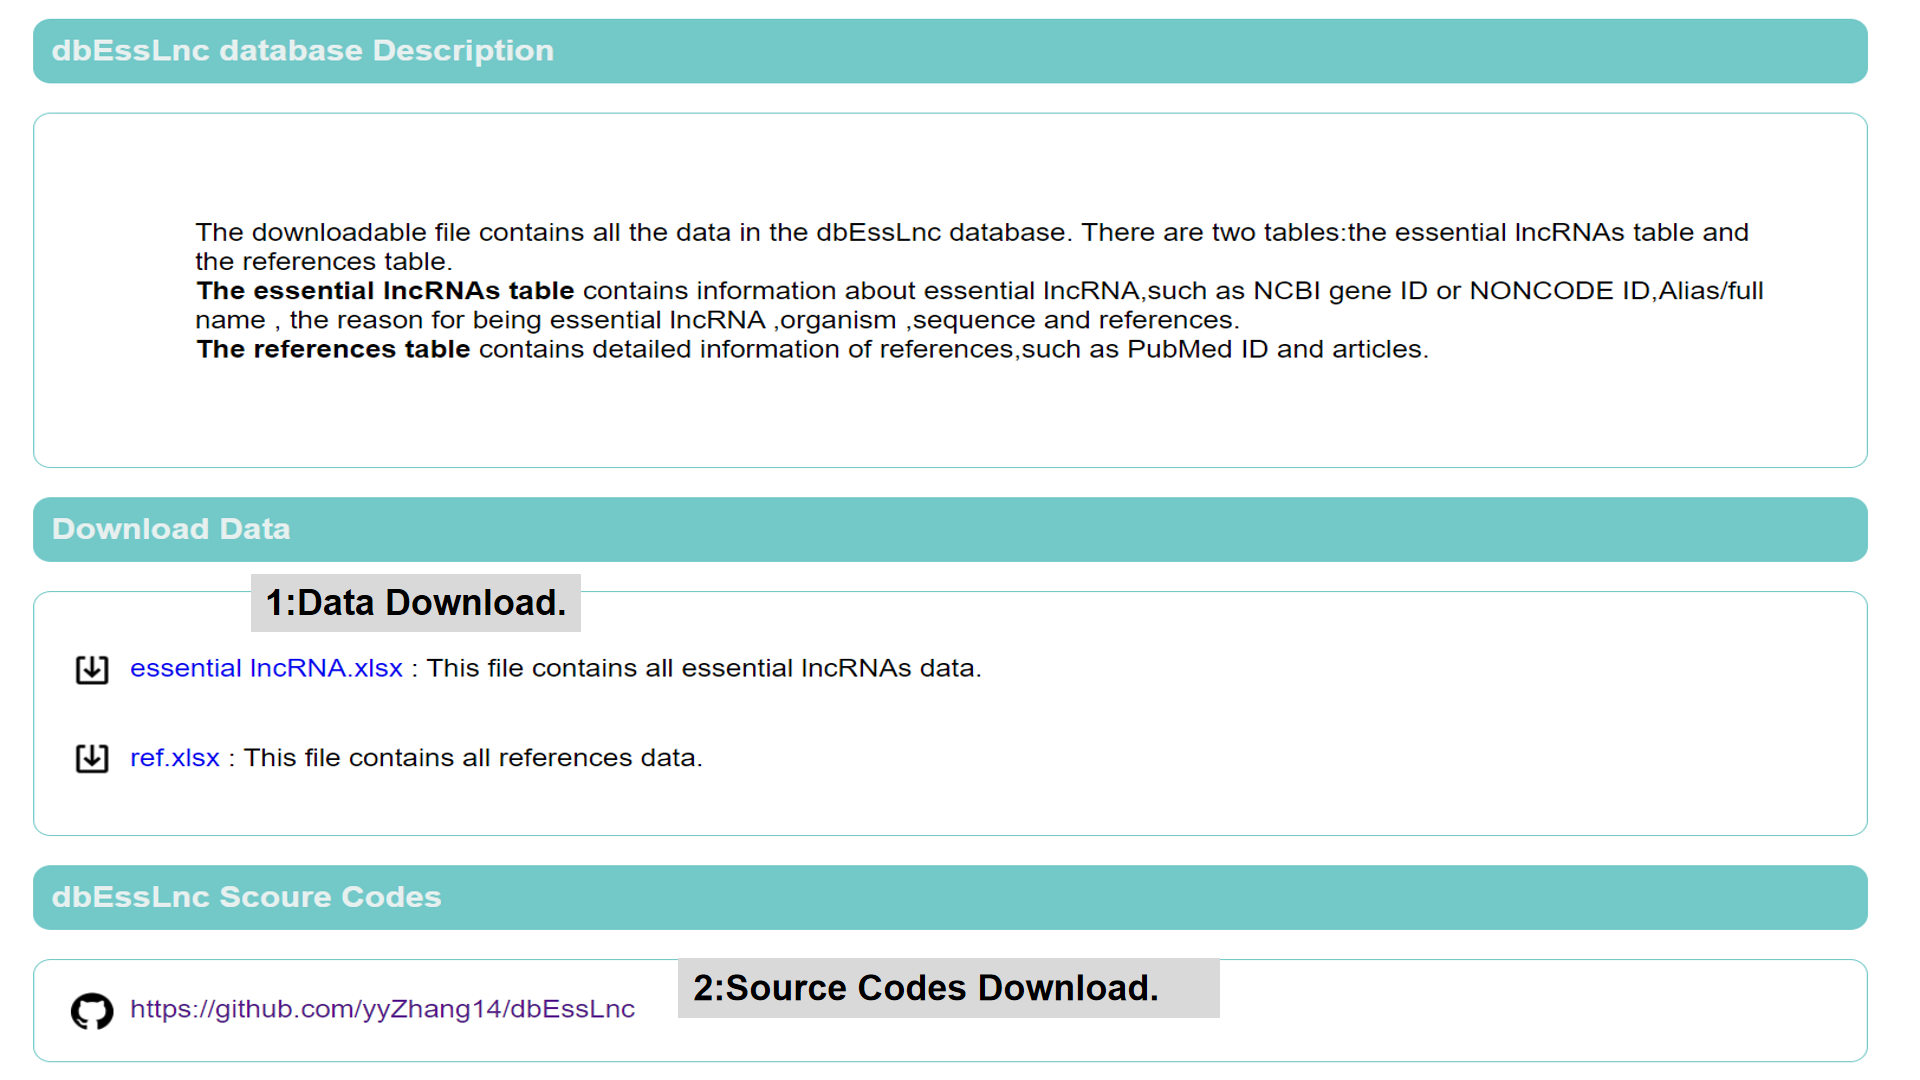 dbEssLnc database Description
The downloadable file contains all the data in the dbEssLnc database. There are two tables:the essential lncRNAs table and
the references table.
The essential lncRNAs table contains information about essential lncRNA,such as NCBI gene ID or NONCODE ID,Alias/full
name , the reason for being essential lncRNA ,organism ,sequence and references.
The references table contains detailed information of references,such as PubMed ID and articles.
Download Data
1:Data Download.
essential lncRNA.xlsx : This file contains all essential lncRNAs data.
ref.xlsx : This file contains all references data.
dbEssLnc Scoure Codes
2:Source Codes Download.
https://github.com/yyZhang14/dbEssLnc